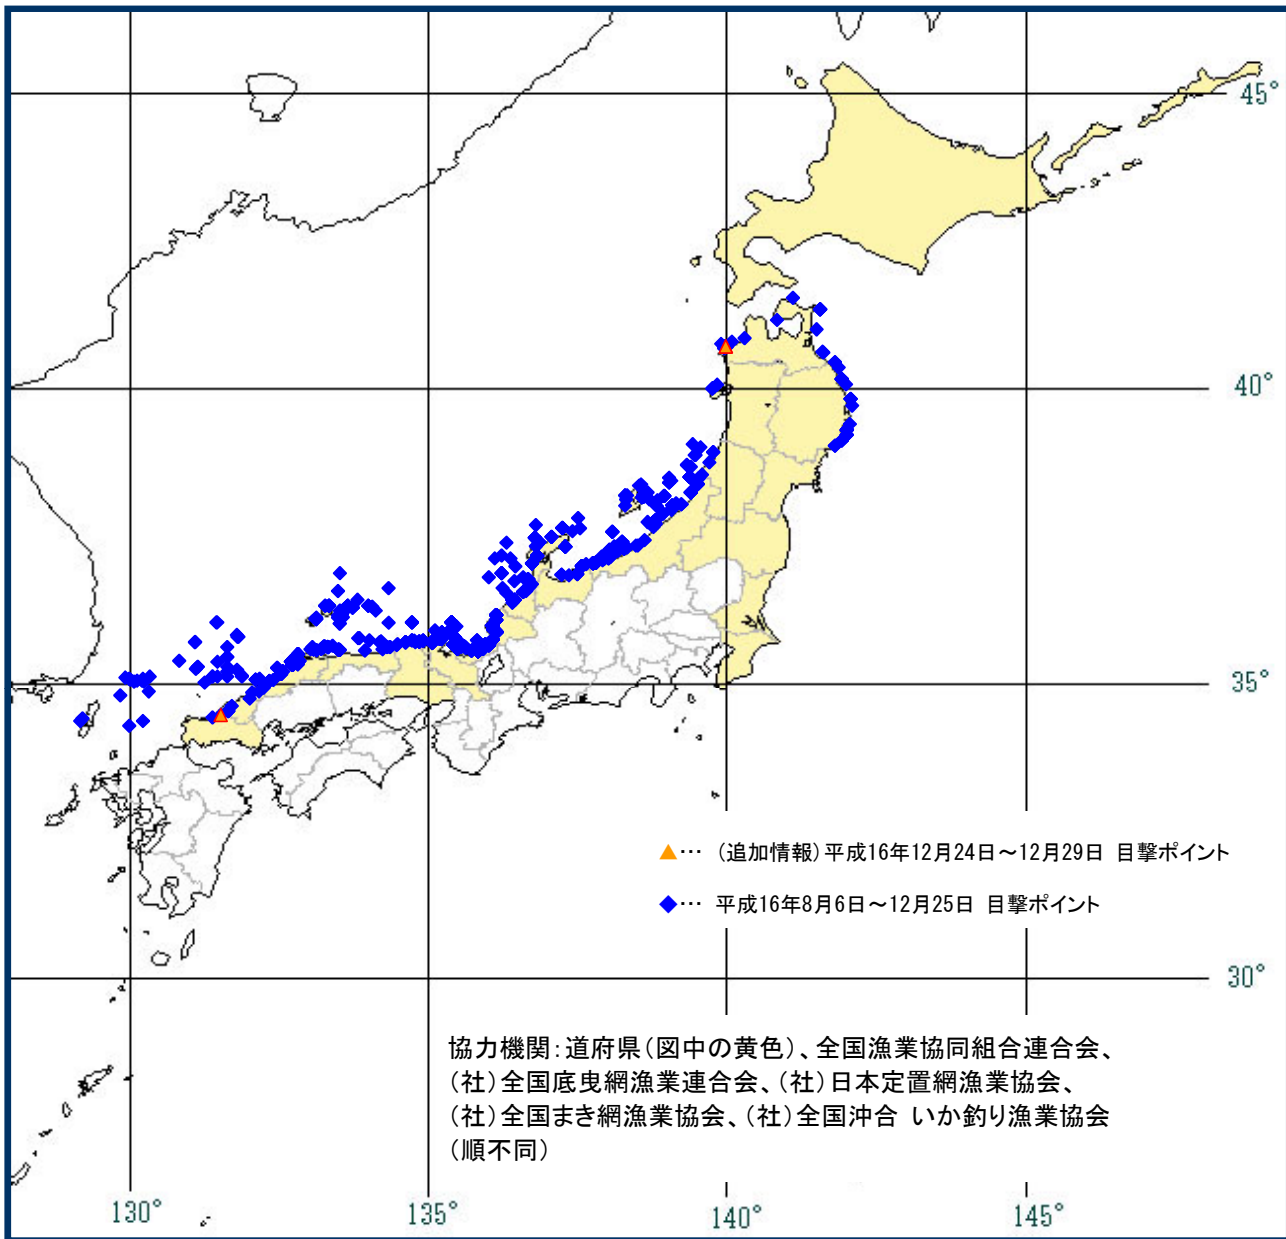 45°
40°
35°
▲… (追加情報)平成16年12月24日～12月29日 目撃ポイント
◆… 平成16年8月6日～12月25日 目撃ポイント
30°
協力機関:道府県(図中の黄色)、全国漁業協同組合連合会、
(社)全国底曳網漁業連合会、(社)日本定置網漁業協会、
(社)全国まき網漁業協会、(社)全国沖合 いか釣り漁業協会
(順不同)
130° 135° 140° 145°